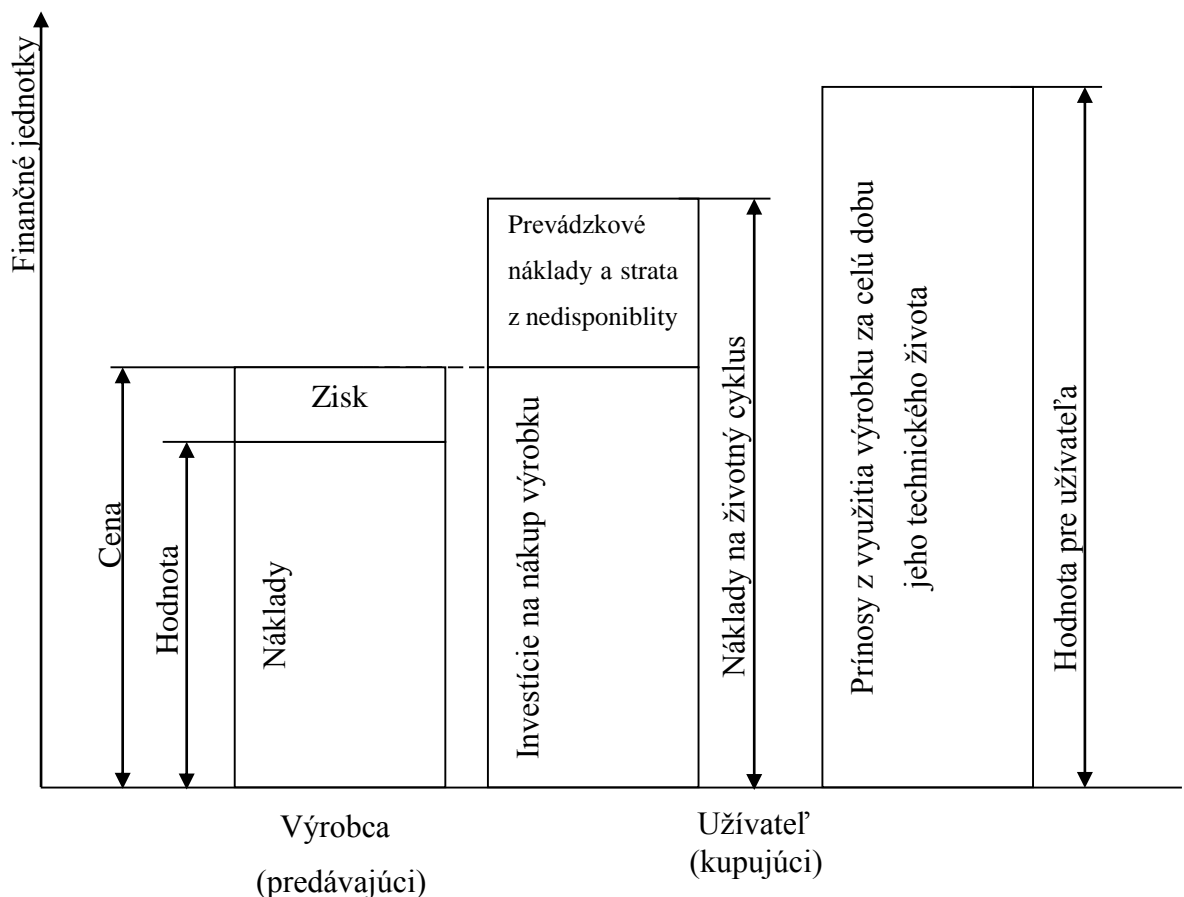 Finančné jednotky
Cena
Hodnota
Zisk
Náklady
Prevádzkové
náklady a strata
z nedisponiblity
Investície na nákup výrobku
Náklady na životný cyklus
Prínosy z využitia výrobku za celú dobu
jeho technického života
Hodnota pre užívateľa
Výrobca
(predávajúci)
Užívateľ
(kupujúci)